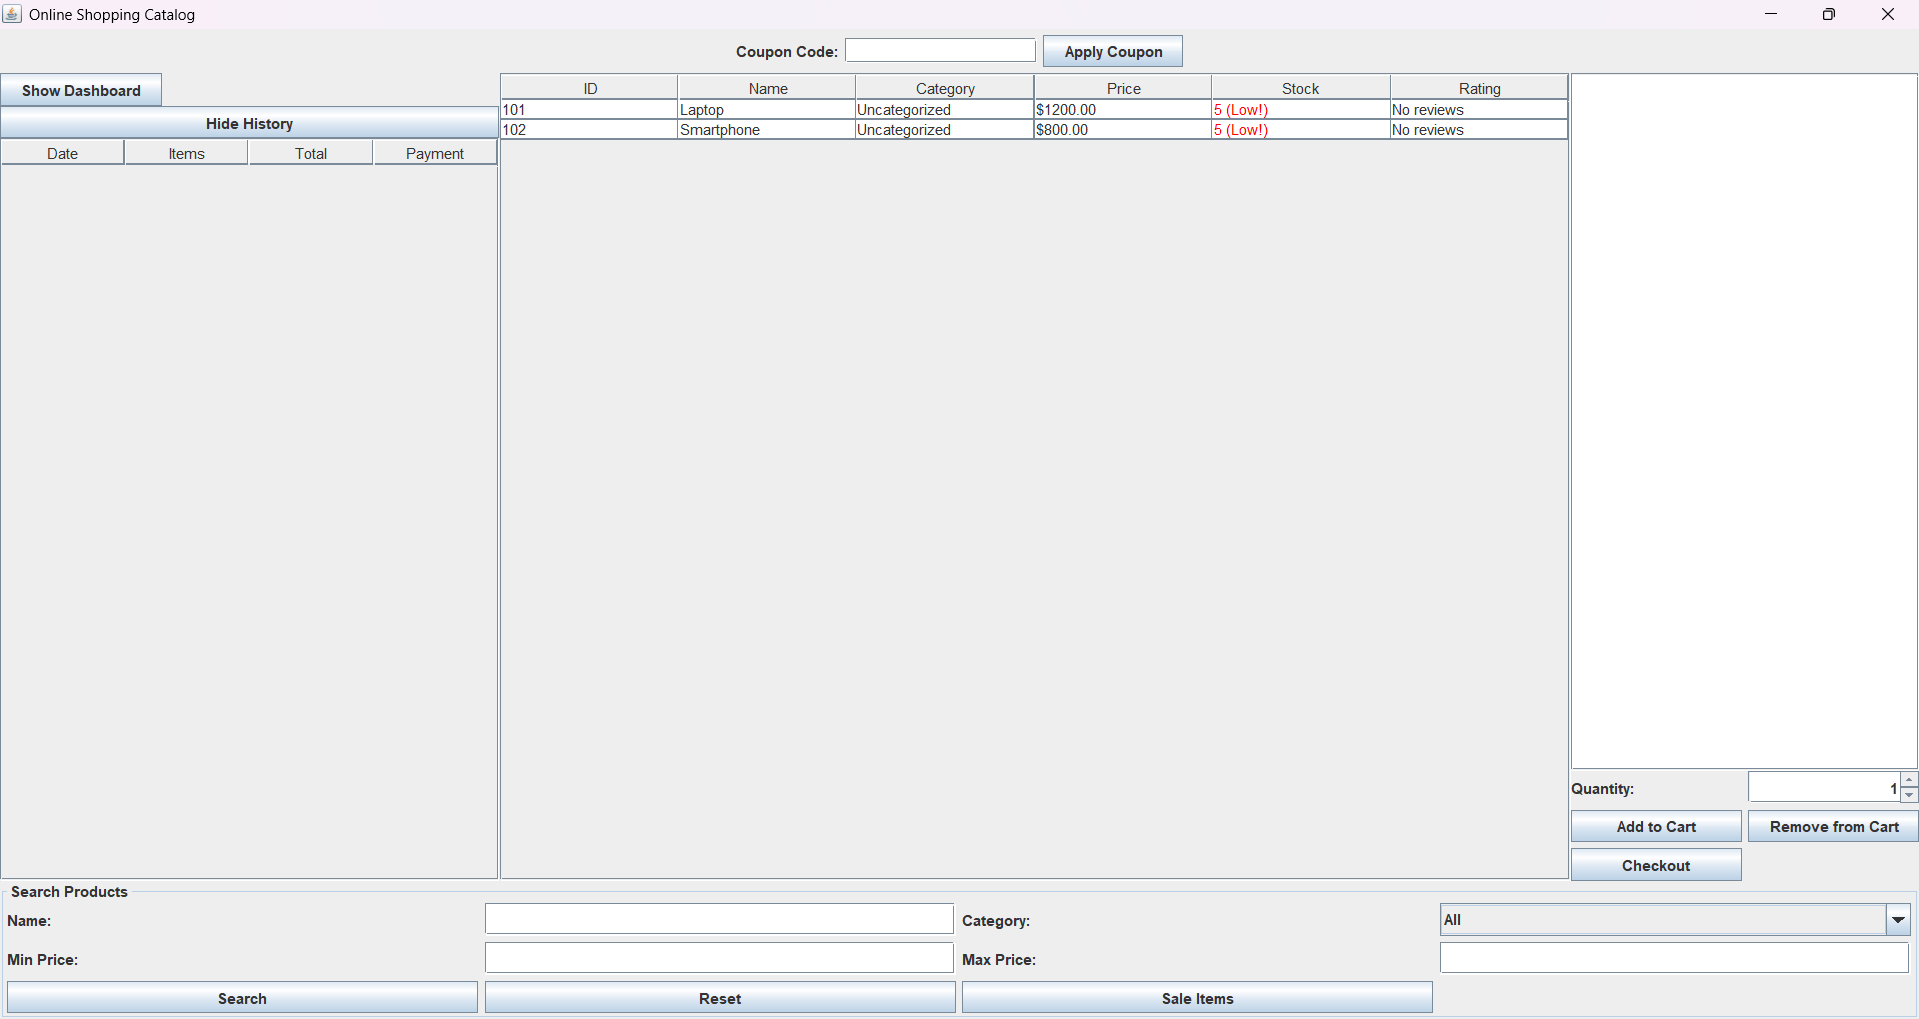 Online Shopping Catalog
Coupon Code: Apply Coupon
Show Dashboard
Hide History
Date Items Total Payment
ID Name Category Price Stock Rating
101 Laptop Uncategorized $1200.00 5 (Low!) No reviews
102 Smartphone Uncategorized $800.00 5 (Low!) No reviews
Quantity: 1
Add to Cart Remove from Cart
Checkout
Search Products
Name: Category: All
Min Price: Max Price:
Search Reset Sale Items